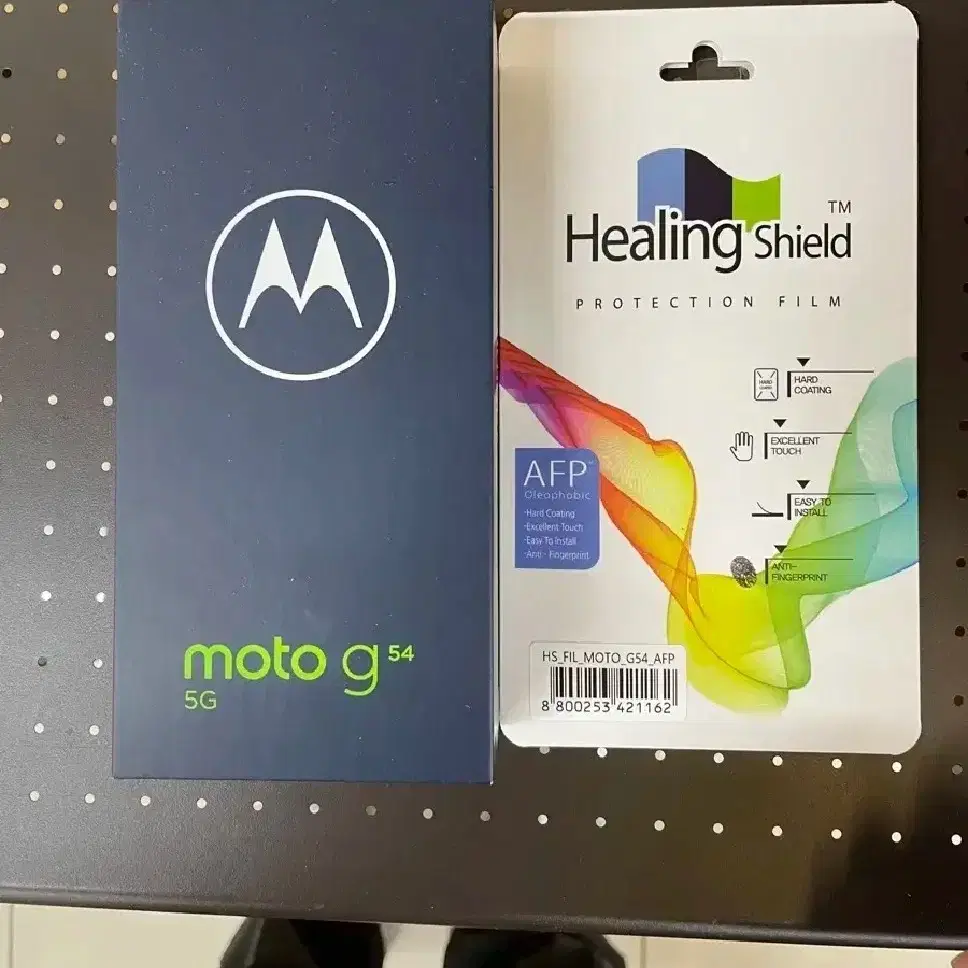 moto g 54
5G
Healing Shield
TM
PROTECTION FILM
HARD
COATING
EXCELLENT
TOUCH
EASY TO
INSTALL
ANTI-
FINGERPRINT
AFP
Oleophobic
·Hard Coating
·Excellent Touch
·Easy To Install
·Anti - Fingerprint
HS_FIL_MOTO_G54_AFP
8 800253 421162